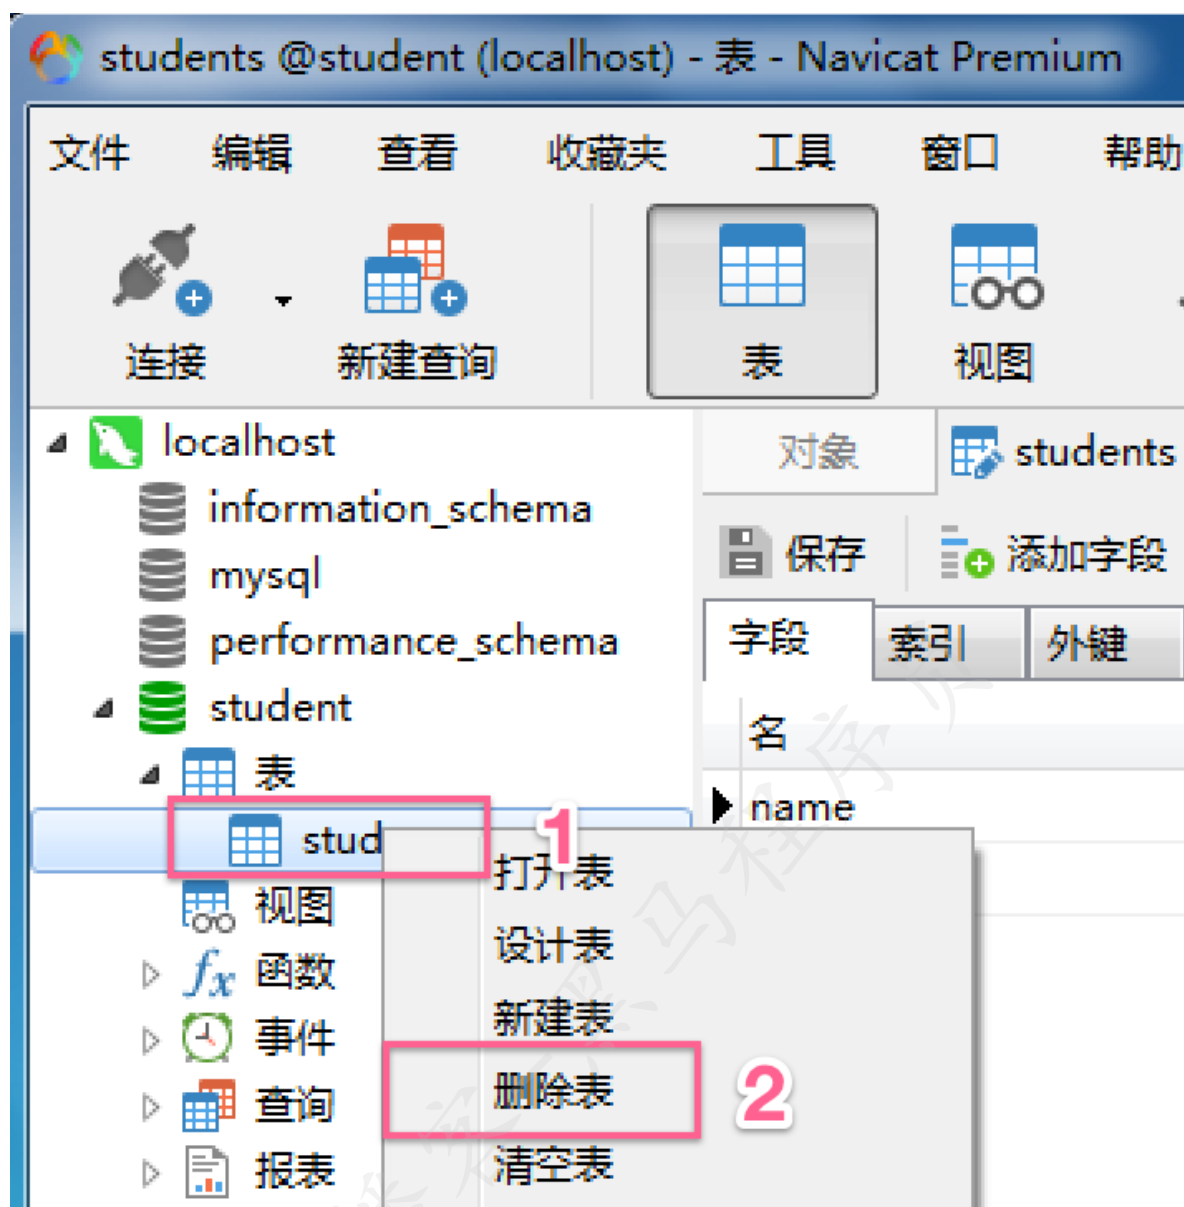 students @student (localhost) - 表 - Navicat Premium
文件 编辑 查看 收藏夹 工具 窗口 帮助
连接 新建查询 表 视图
localhost
information_schema
mysql
performance_schema
student
表
stud
视图
函数
事件
查询
报表
对象 students
保存 添加字段
字段 索引 外键
名
name
1
打开表
设计表
新建表
删除表
2
清空表